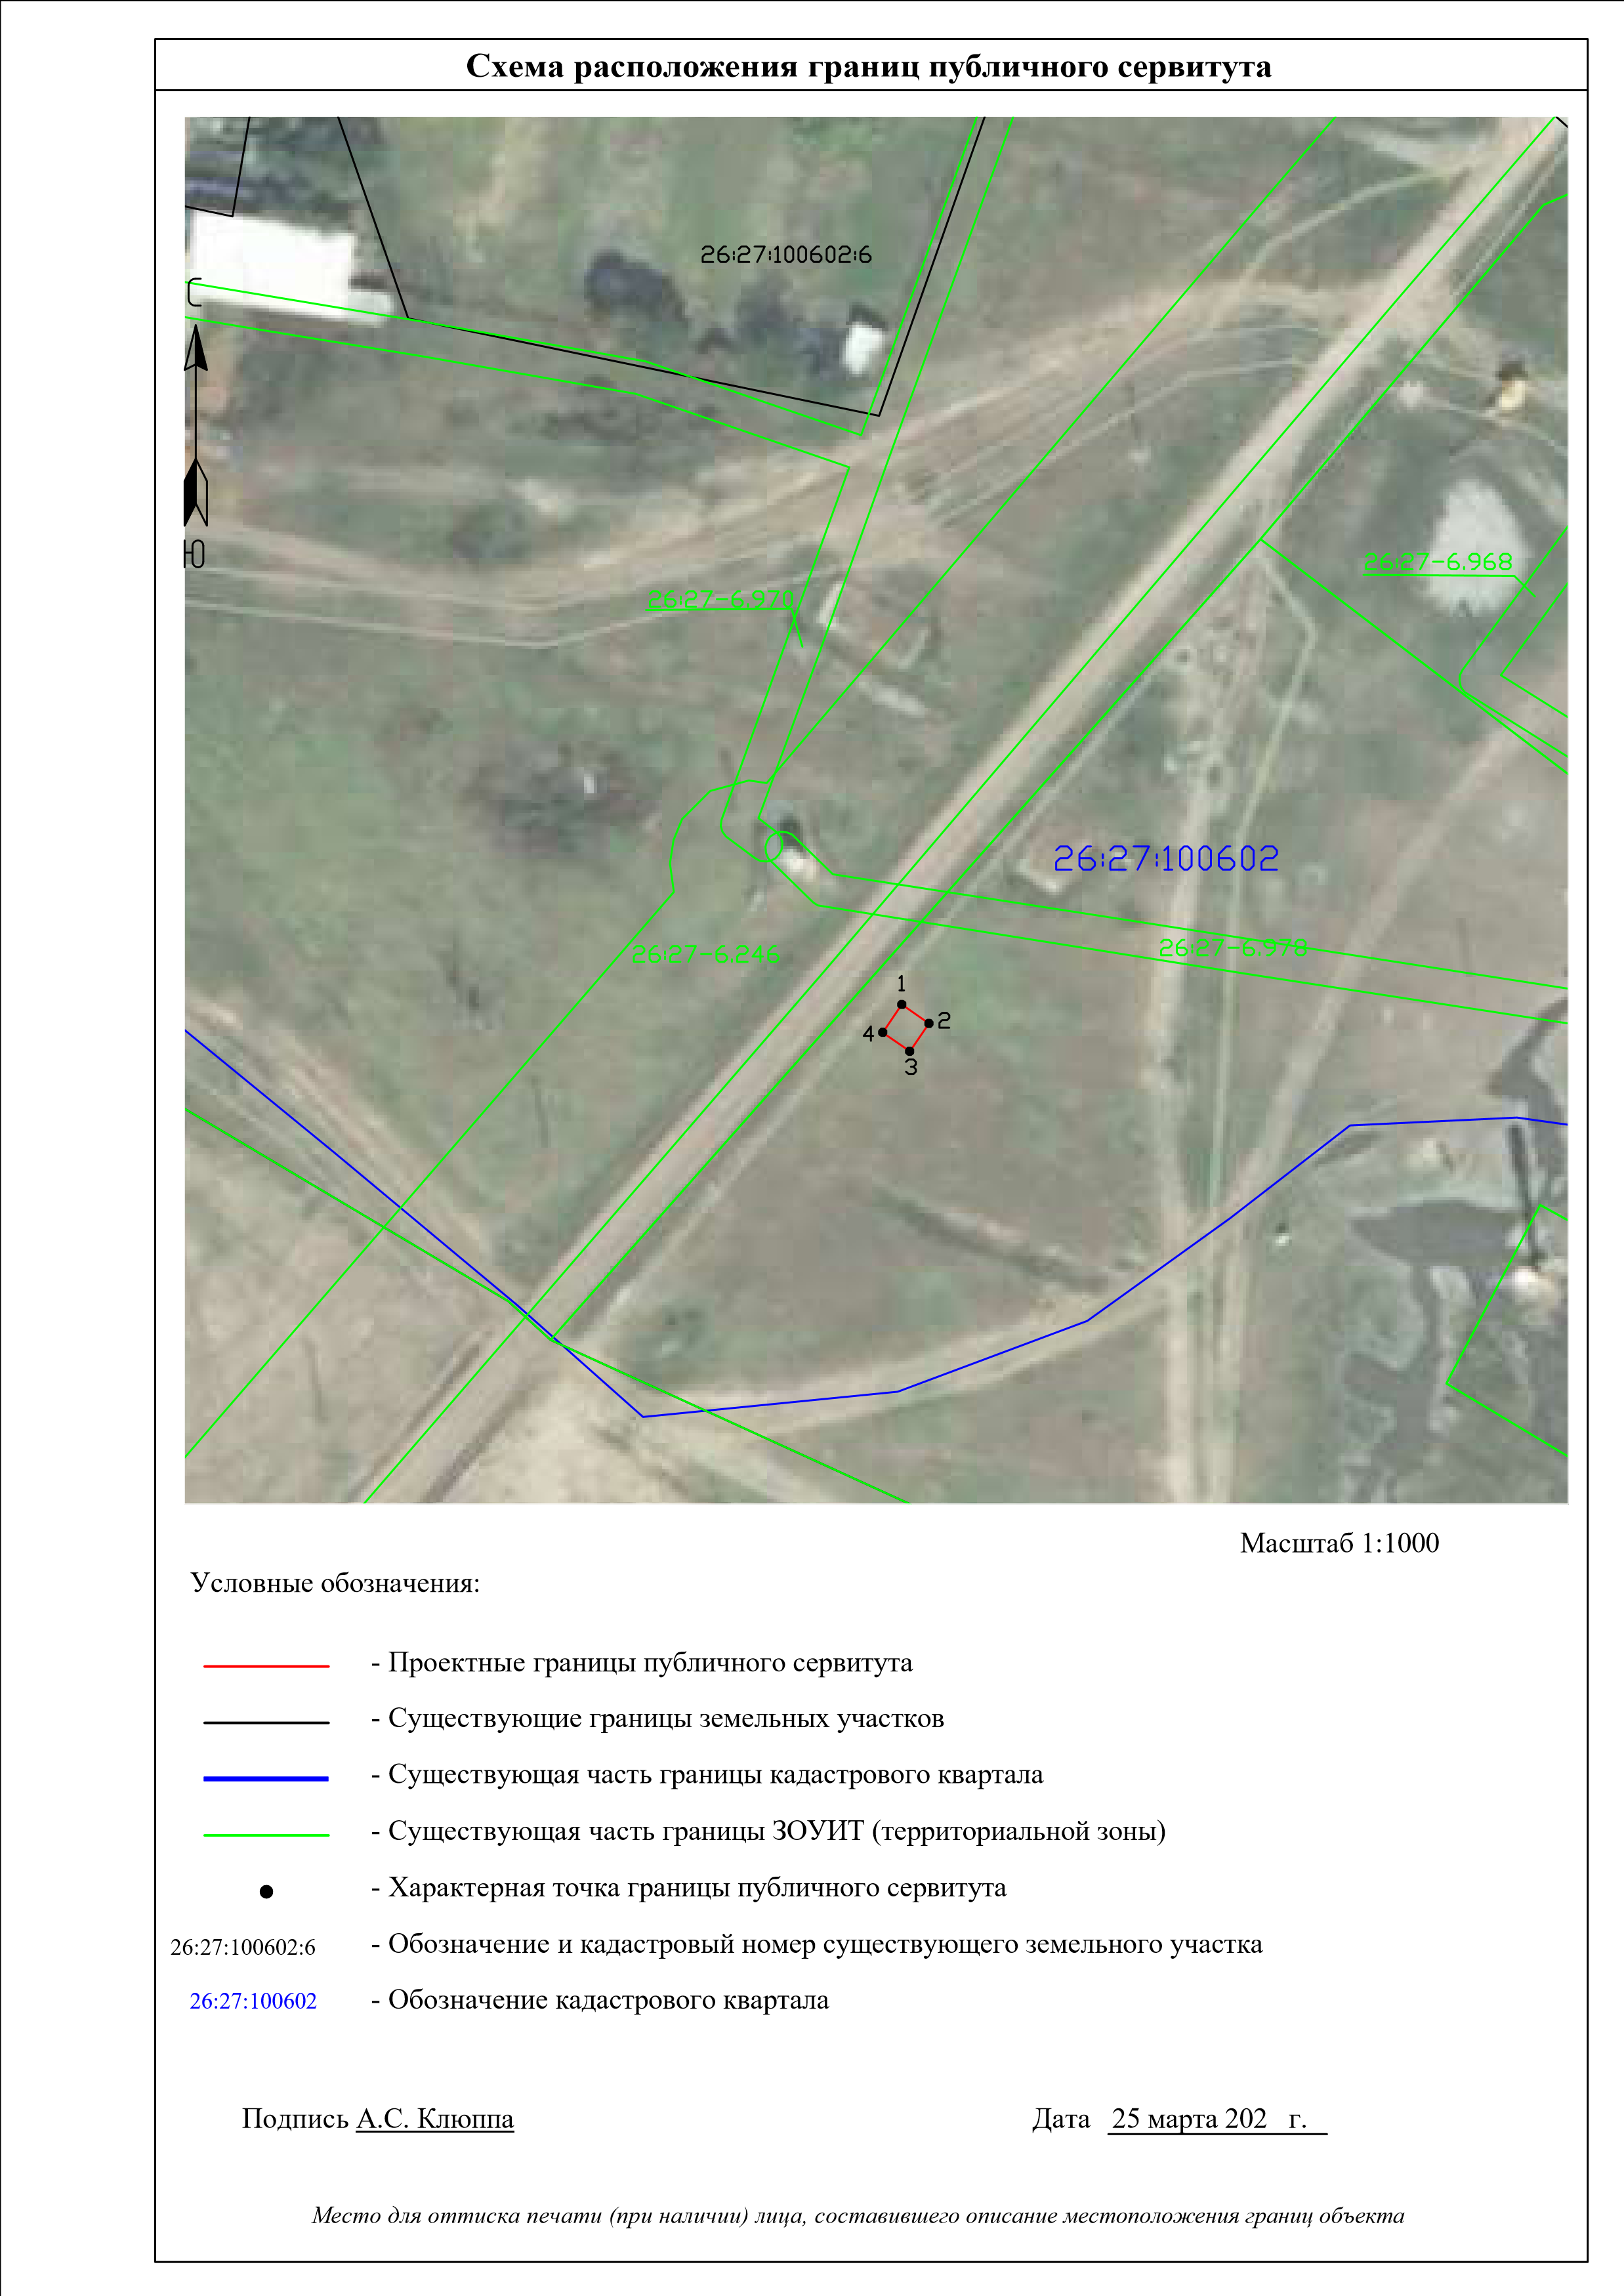 Схема расположения границ публичного сервитута
26:27:100602:6
С
Ю
26:27-6.970
26:27-6.968
26:27:100602
26:27-6.246
26:27-6.978
1
2
4
3
Масштаб 1:1000
Условные обозначения:
- Проектные границы публичного сервитута
- Существующие границы земельных участков
- Существующая часть границы кадастрового квартала
- Существующая часть границы ЗОУИТ (территориальной зоны)
- Характерная точка границы публичного сервитута
26:27:100602:6 - Обозначение и кадастровый номер существующего земельного участка
26:27:100602 - Обозначение кадастрового квартала
Подпись А.С. Клюппа Дата 25 марта 202 г.
Место для оттиска печати (при наличии) лица, составившего описание местоположения границ объекта